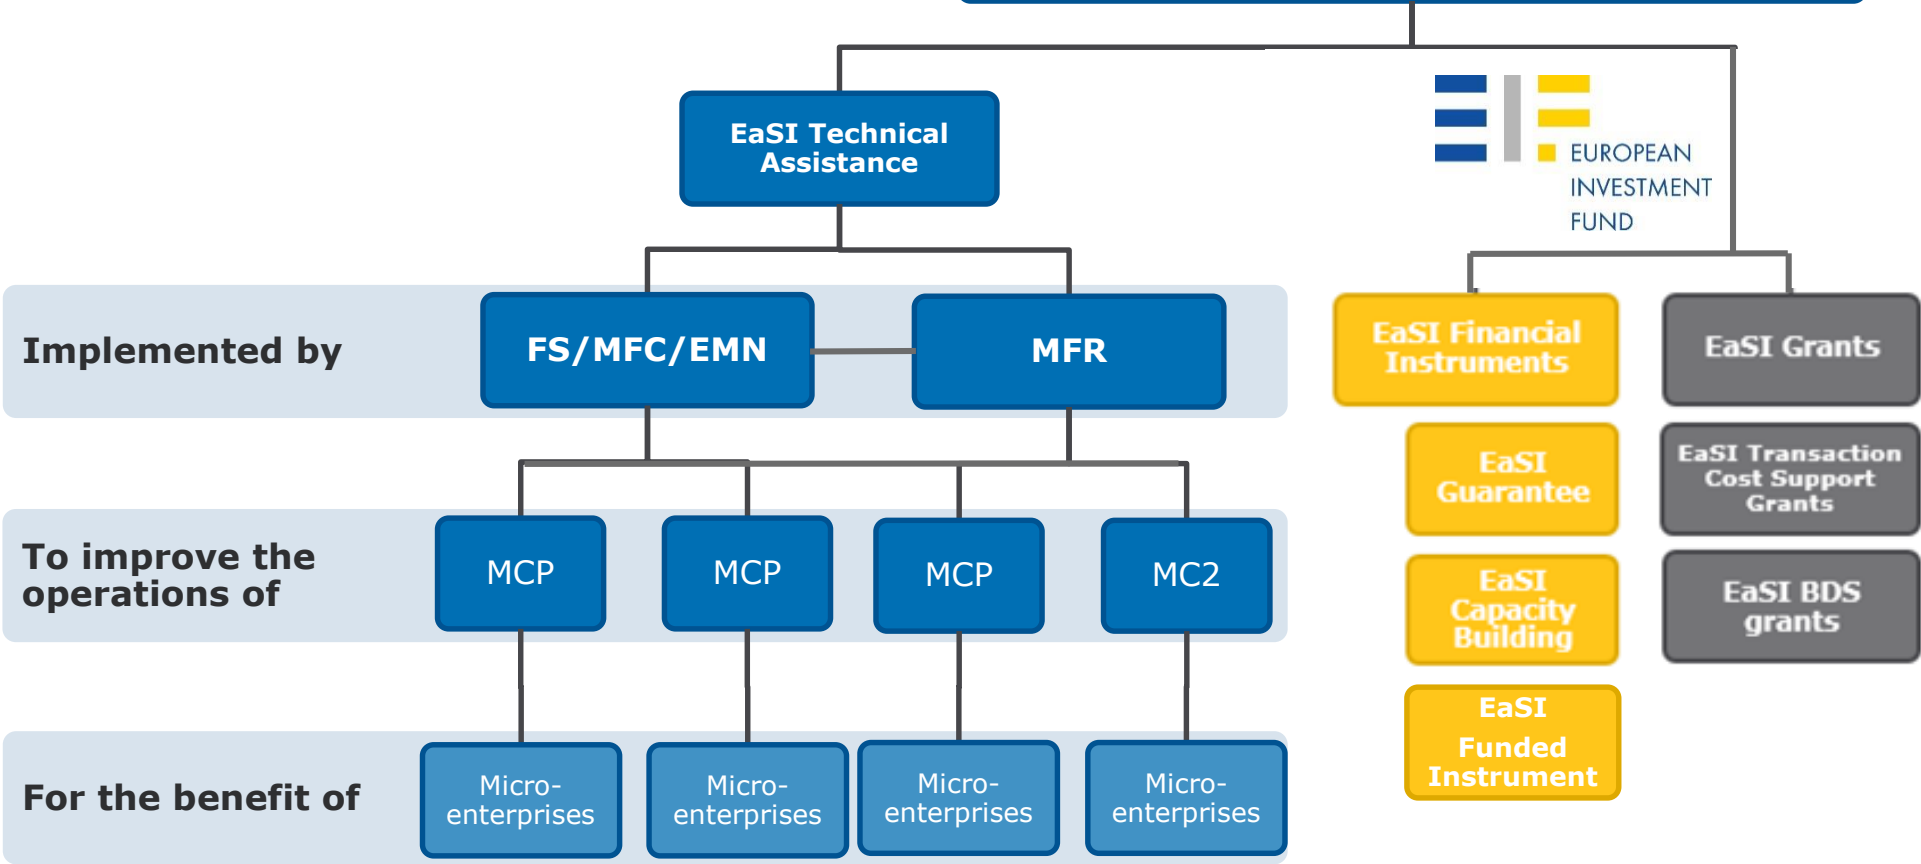 EaSI Technical
Assistance
EUROPEAN
INVESTMENT
FUND
Implemented by
FS/MFC/EMN
MFR
EaSI Financial
Instruments
EaSI Grants
EaSI
Guarantee
EaSI Transaction
Cost Support
Grants
To improve the
operations of
MCP
MCP
MCP
MC2
EaSI
Capacity
Building
EaSI BDS
grants
EaSI
Funded
Instrument
For the benefit of
Micro-
enterprises
Micro-
enterprises
Micro-
enterprises
Micro-
enterprises